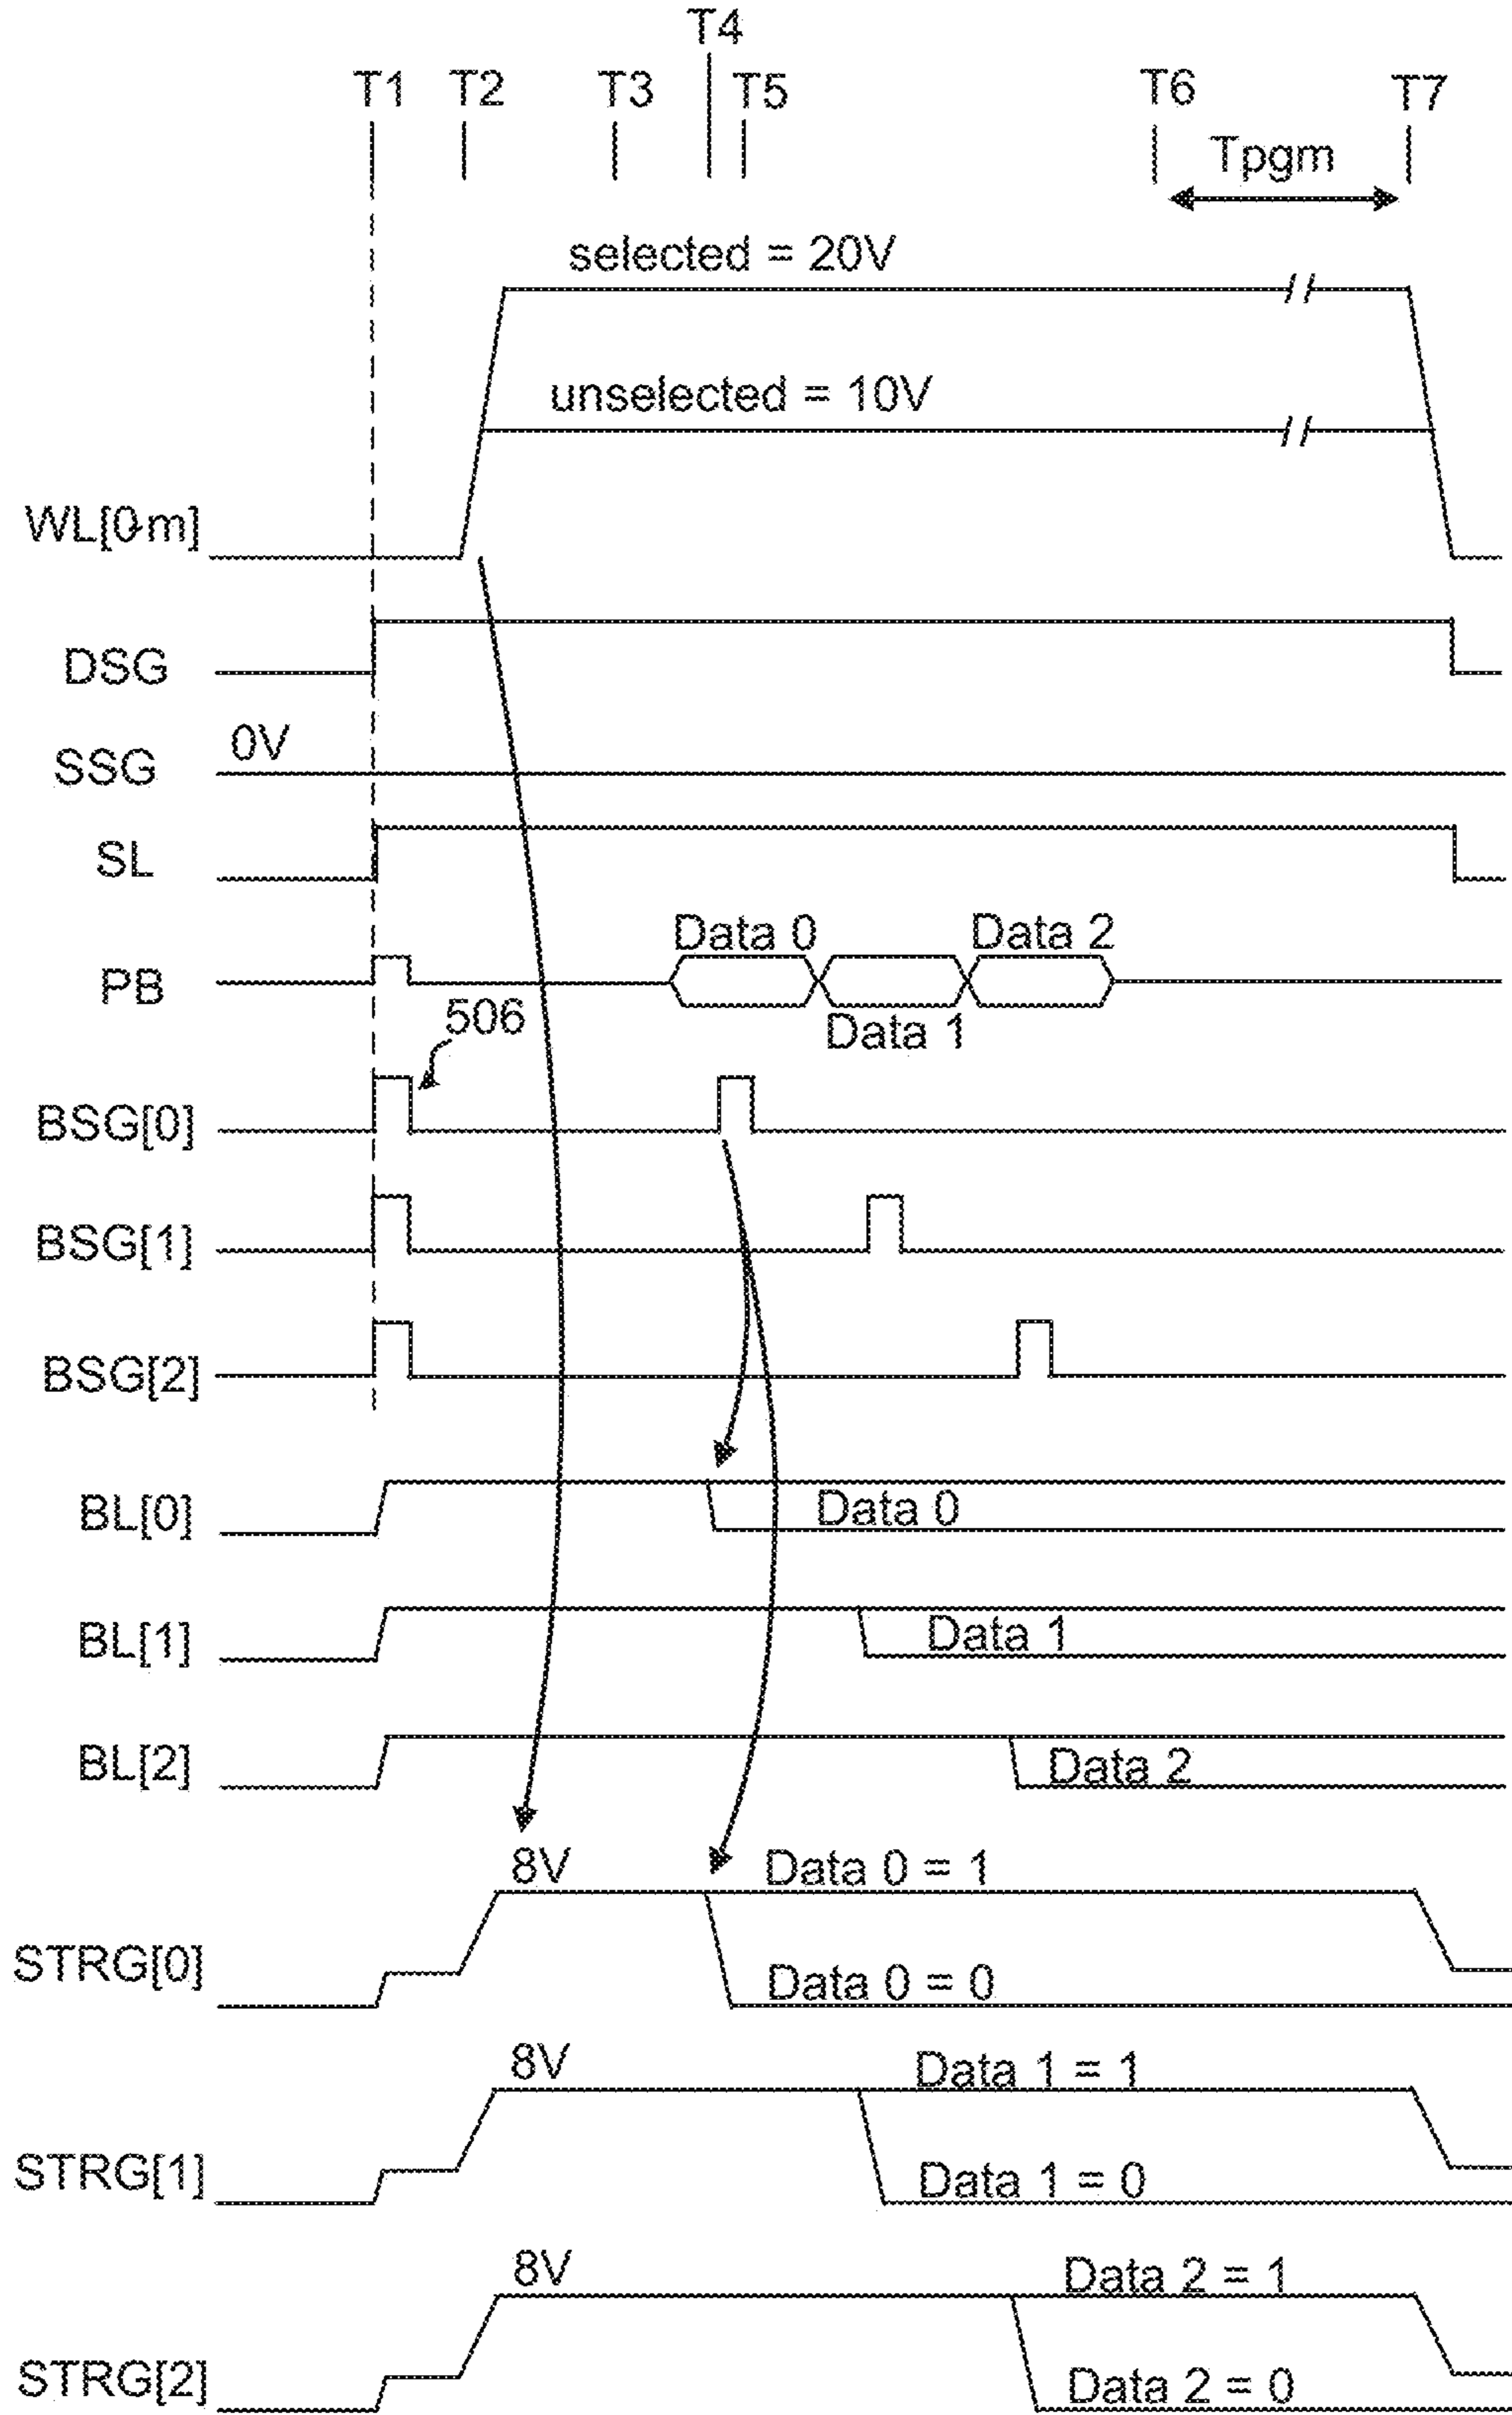 T4
T1 T2 T3 T5 T6 T7
Tpgm
selected = 20V
unselected = 10V
WL[0-m]
DSG
0V
SSG
SL
Data 0 Data 2
PB
506
Data 1
BSG[0]
BSG[1]
BSG[2]
BL[0] Data 0
BL[1] Data 1
BL[2] Data 2
8V Data 0 = 1
STRG[0] Data 0 = 0
8V Data 1 = 1
STRG[1] Data 1 = 0
8V Data 2 = 1
STRG[2] Data 2 = 0